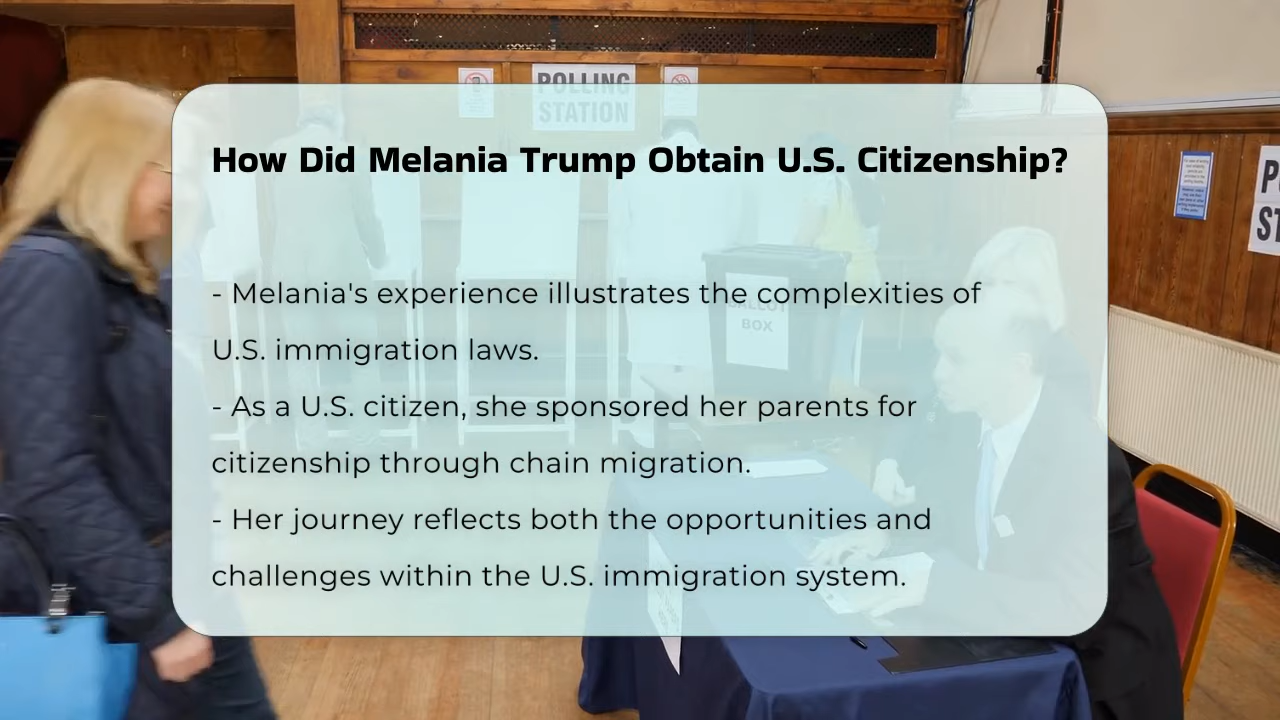 POLLING
STATION
How Did Melania Trump Obtain U.S. Citizenship?
- Melania's experience illustrates the complexities of
U.S. immigration laws.
- As a U.S. citizen, she sponsored her parents for
citizenship through chain migration.
- Her journey reflects both the opportunities and
challenges within the U.S. immigration system.
BALLOT
BOX